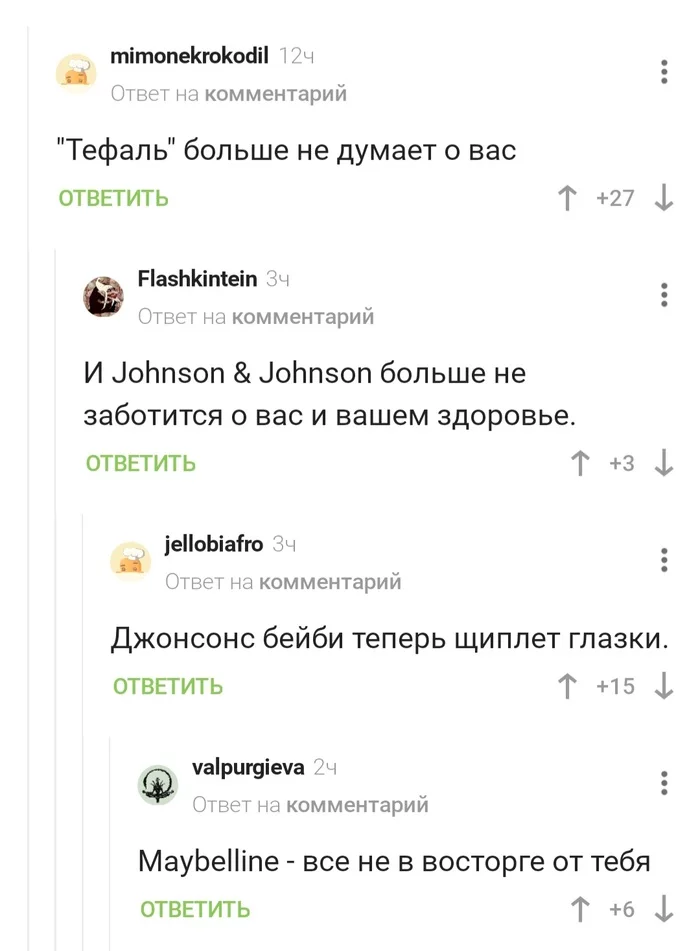 mimonekrokodil 12ч
Ответ на комментарий
"Тефаль" больше не думает о вас
ОТВЕТИТЬ +27
Flashkintein 3ч
Ответ на комментарий
И Johnson & Johnson больше не
заботится о вас и вашем здоровье.
ОТВЕТИТЬ +3
jellobiafro 3ч
Ответ на комментарий
Джонсонс бейби теперь щиплет глазки.
ОТВЕТИТЬ +15
valpurgieva 2ч
Ответ на комментарий
Maybelline - все не в восторге от тебя
ОТВЕТИТЬ +6